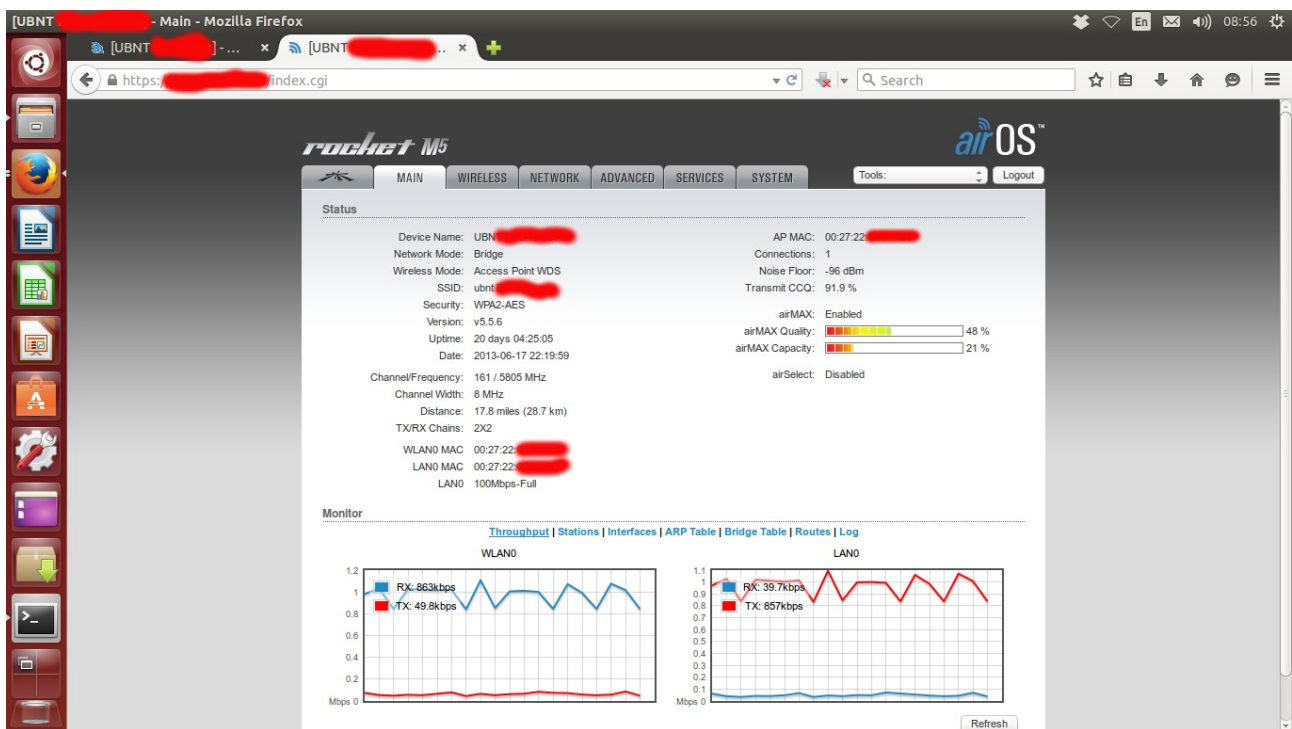 [UBNT - Main - Mozilla Firefox
En 08:56
[UBNT ] - ... × [UBNT .. ×
https:/ /index.cgi Search
rocket M5 airOS™
MAIN WIRELESS NETWORK ADVANCED SERVICES SYSTEM Tools: Logout
Status
Device Name: UBN AP MAC: 00:27:22:
Network Mode: Bridge Connections: 1
Wireless Mode: Access Point WDS Noise Floor: -96 dBm
SSID: ubnt Transmit CCQ: 91.9 %
Security: WPA2-AES airMAX: Enabled
Version: v5.5.6 airMAX Quality: 48 %
Uptime: 20 days 04:25:05 airMAX Capacity: 21 %
Date: 2013-06-17 22:19:59
Channel/Frequency: 161 / 5805 MHz airSelect: Disabled
Channel Width: 8 MHz
Distance: 17.8 miles (28.7 km)
TX/RX Chains: 2X2
WLAN0 MAC 00:27:22:
LAN0 MAC 00:27:22:
LAN0 100Mbps-Full
Monitor
Throughput | Stations | Interfaces | ARP Table | Bridge Table | Routes | Log
WLAN0
1.2
1
0.8
0.6
0.4
0.2
Mbps 0
RX: 863kbps
TX: 49.8kbps
LAN0
1.1
1
0.9
0.8
0.7
0.6
0.5
0.4
0.3
0.2
0.1
Mbps 0
RX: 39.7kbps
TX: 857kbps
Refresh